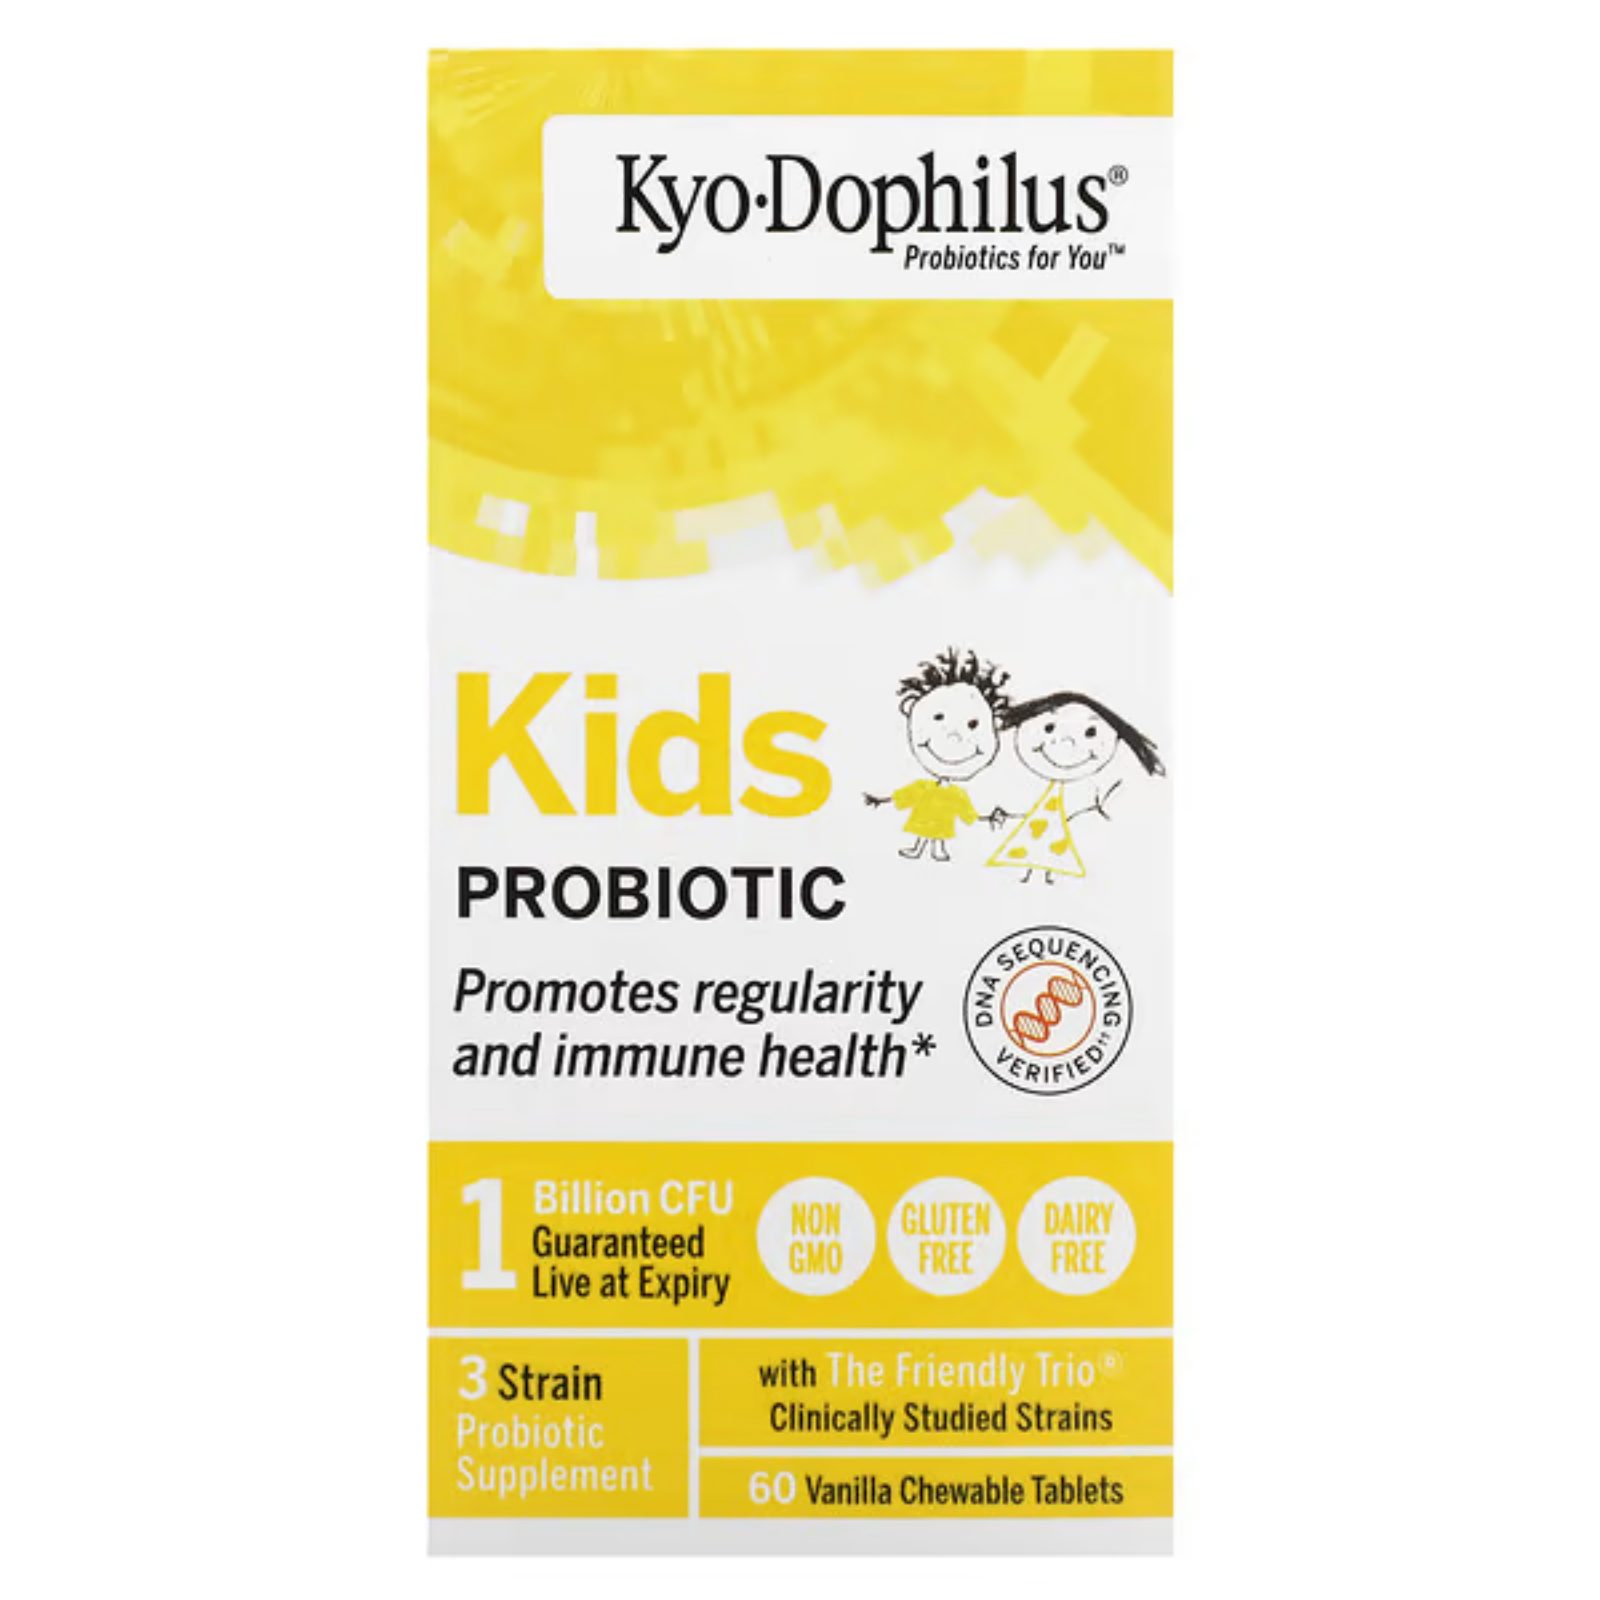 Kyo·Dophilus®
Probiotics for You™
Kids
PROBIOTIC
Promotes regularity
and immune health*
DNA SEQUENCING
VERIFIED††
1 Billion CFU
Guaranteed
Live at Expiry
NON
GMO
GLUTEN
FREE
DAIRY
FREE
3 Strain
Probiotic
Supplement
with The Friendly Trio®
Clinically Studied Strains
60 Vanilla Chewable Tablets